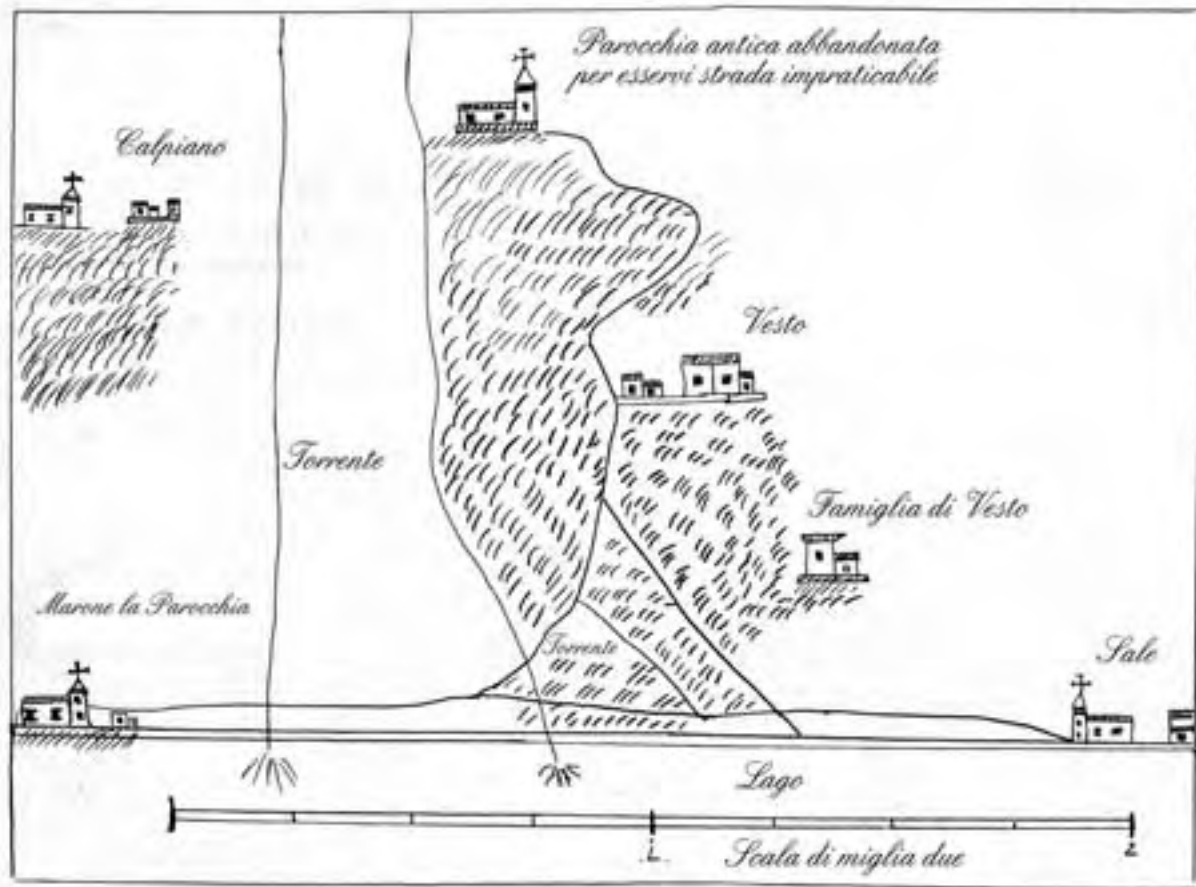 Parocchia antica abbandonata
per esservi strada impraticabile
Calpiano
Vesto
Torrente
Famiglia di Vesto
Marone la Parocchia
Torrente
Sale
Lago
1 2
Scala di miglia due